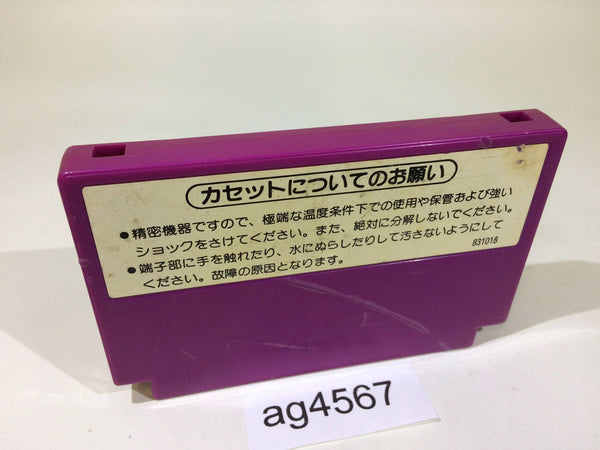 カセットについてのお願い
●精密機器ですので、極端な温度条件下での使用や保管および強い
ショックをさけてください。また、絶対に分解しないでください。
●端子部に手を触れたり、水にぬらしたりして汚さないようにして
ください。故障の原因となります。
831018
ag4567